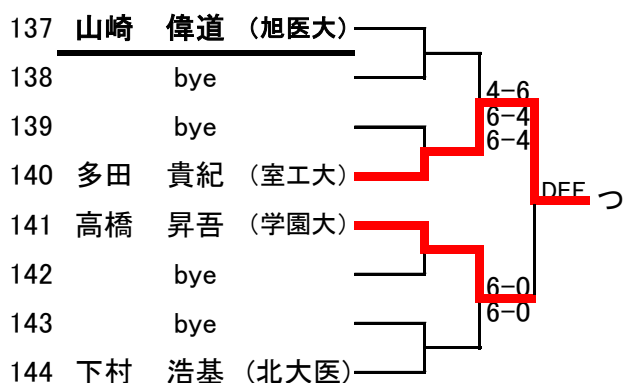 137 山崎 偉道 (旭医大)
138 bye
4-6
6-4
139 bye
6-4
140 多田 貴紀 (室工大)
DEF つ
141 高橋 昇吾 (学園大)
142 bye
6-0
6-0
143 bye
144 下村 浩基 (北大医)